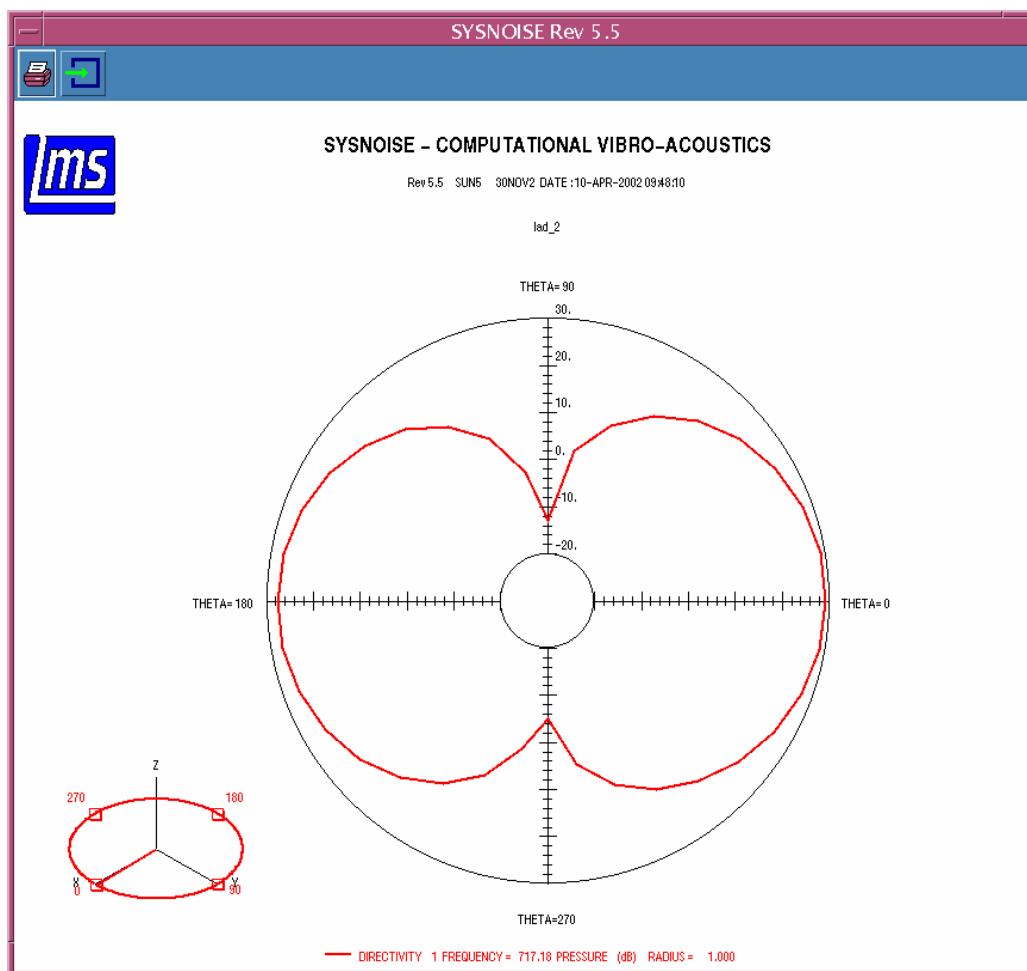 SYSNOISE Rev 5.5
lms
SYSNOISE - COMPUTATIONAL VIBRO-ACOUSTICS
Rev 5.5 SUN5 30NOV2 DATE :10-APR-2002 09:48:10
lad_2
THETA= 90
30.
20.
10.
0.
-10.
-20.
THETA= 180
THETA= 0
THETA=270
Z
270
180
X
0
Y
90
DIRECTIVITY 1 FREQUENCY = 717.18 PRESSURE (dB) RADIUS = 1.000